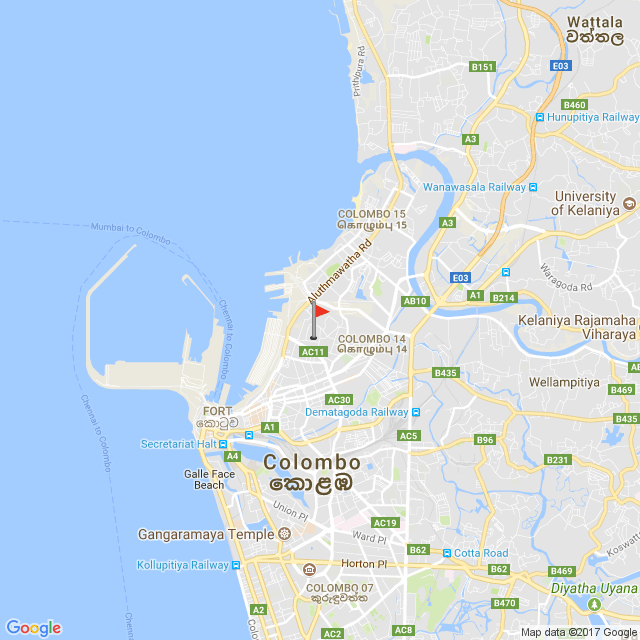 Wattala
වත්තල
B151
E03
Prithipura Rd
B460
Hunupitiya Railway
A3
Wanawasala Railway
University
of Kelaniya
COLOMBO 15
கொழும்பு 15
A3
Mumbai to Colombo
Aluthmawatha Rd
E03
Waragoda Rd
A1
B214
AB10
Chennai to Colombo
Kelaniya Rajamaha
Viharaya
COLOMBO 14
கொழும்பு 14
AC11
B435
Wellampitiya
B469
AC30
Chennai to Colombo
FORT
කොටුව
Dematagoda Railway
B435
A1
AC5
B96
Secretariat Halt
A4
Colombo
කොළඹ
B231
Galle Face
Beach
Union Pl
AC19
Gangaramaya Temple
Ward Pl
B62
Cotta Road
Koswatta
Kollupitiya Railway
Horton Pl
B62
B469
COLOMBO 07
කුරුඳුවත්ත
Diyatha Uyana
B470
A2
AC8
Google
Map data ©2017 Google